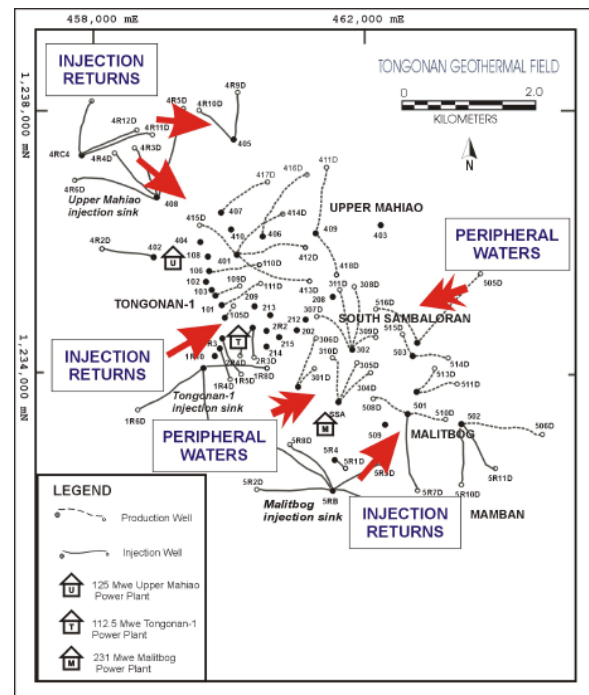 458,000 mE
462,000 mE
1,238,000 mN
1,234,000 mN
TONGONAN GEOTHERMAL FIELD
0
2.0
KILOMETERS
N
INJECTION
RETURNS
4R5D
4R9D
4R10D
4R12D
4R11D
4R3D
405
4RC4
4R4D
4R6D
408
Upper Mahiao
injection sink
417D
416D
411D
407
414D
UPPER MAHIAO
415D
410
406
409
403
404
4R2D
402
U
108
401
412D
PERIPHERAL
WATERS
106
110D
418D
505D
102
103
109D
111D
413D
311D
308D
TONGONAN-1
208
101
209
307D
516D
SOUTH SAMBALORAN
105D
213
212
515D
T
2R2
202
306D
309D
INJECTION
RETURNS
215
302
503
214
310D
514D
2R4D
2R3D
305D
1R8D
301D
513D
511D
1R5D
1R4D
304D
Tongonan-1
injection sink
508D
501
510D
502
506D
1R6D
SSA
M
509
MALITBOG
PERIPHERAL
WATERS
5R8D
5R4
5R1D
5R11D
5R2D
5R7D
5R10D
Malitbog
injection sink
5RB
INJECTION
RETURNS
MAMBAN
LEGEND
Production Well
Injection Well
U
125 Mwe Upper Mahiao
Power Plant
T
112.5 Mwe Tongonan-1
Power Plant
M
231 Mwe Malitbog
Power Plant